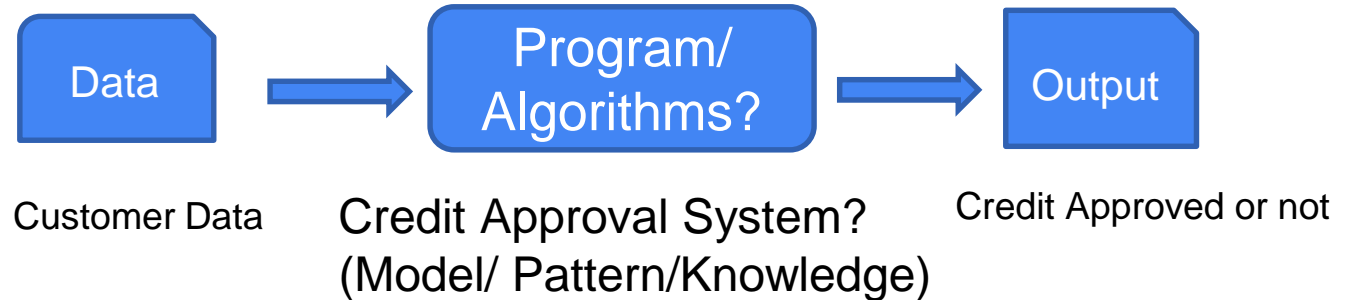 Data
Program/
Algorithms?
Output
Customer Data
Credit Approval System?
(Model/ Pattern/Knowledge)
Credit Approved or not